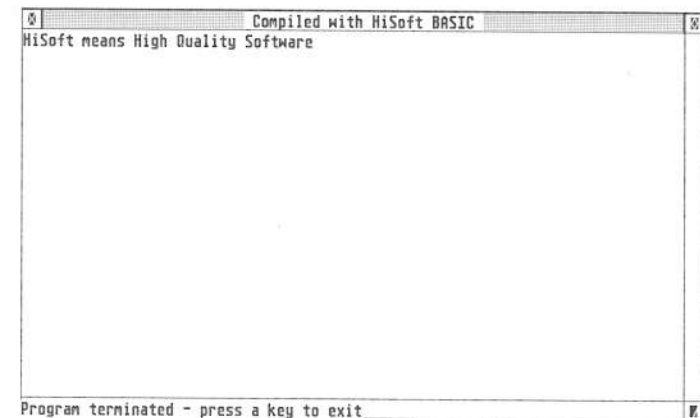 Compiled with HiSoft BASIC
HiSoft means High Quality Software
Program terminated - press a key to exit